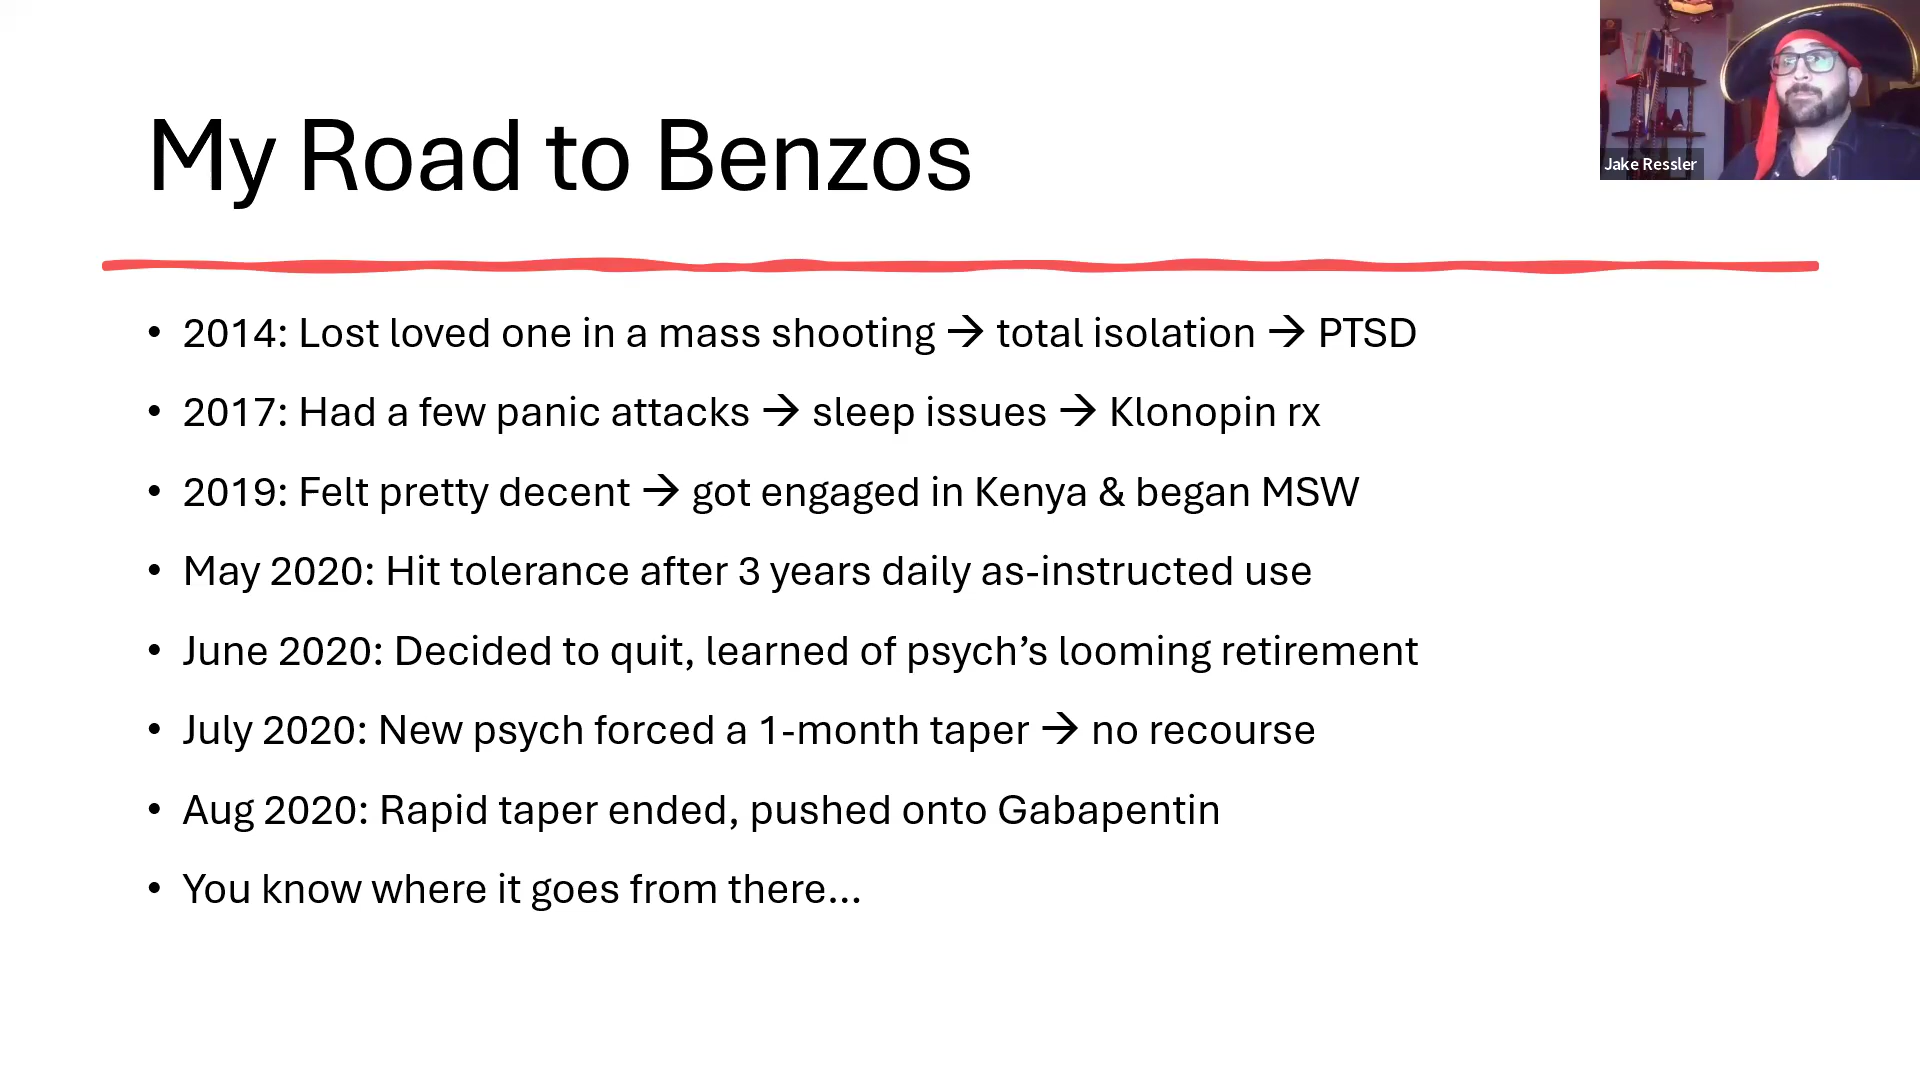 My Road to Benzos
Jake Ressler
• 2014: Lost loved one in a mass shooting → total isolation → PTSD
• 2017: Had a few panic attacks → sleep issues → Klonopin rx
• 2019: Felt pretty decent → got engaged in Kenya & began MSW
• May 2020: Hit tolerance after 3 years daily as-instructed use
• June 2020: Decided to quit, learned of psych’s looming retirement
• July 2020: New psych forced a 1-month taper → no recourse
• Aug 2020: Rapid taper ended, pushed onto Gabapentin
• You know where it goes from there...